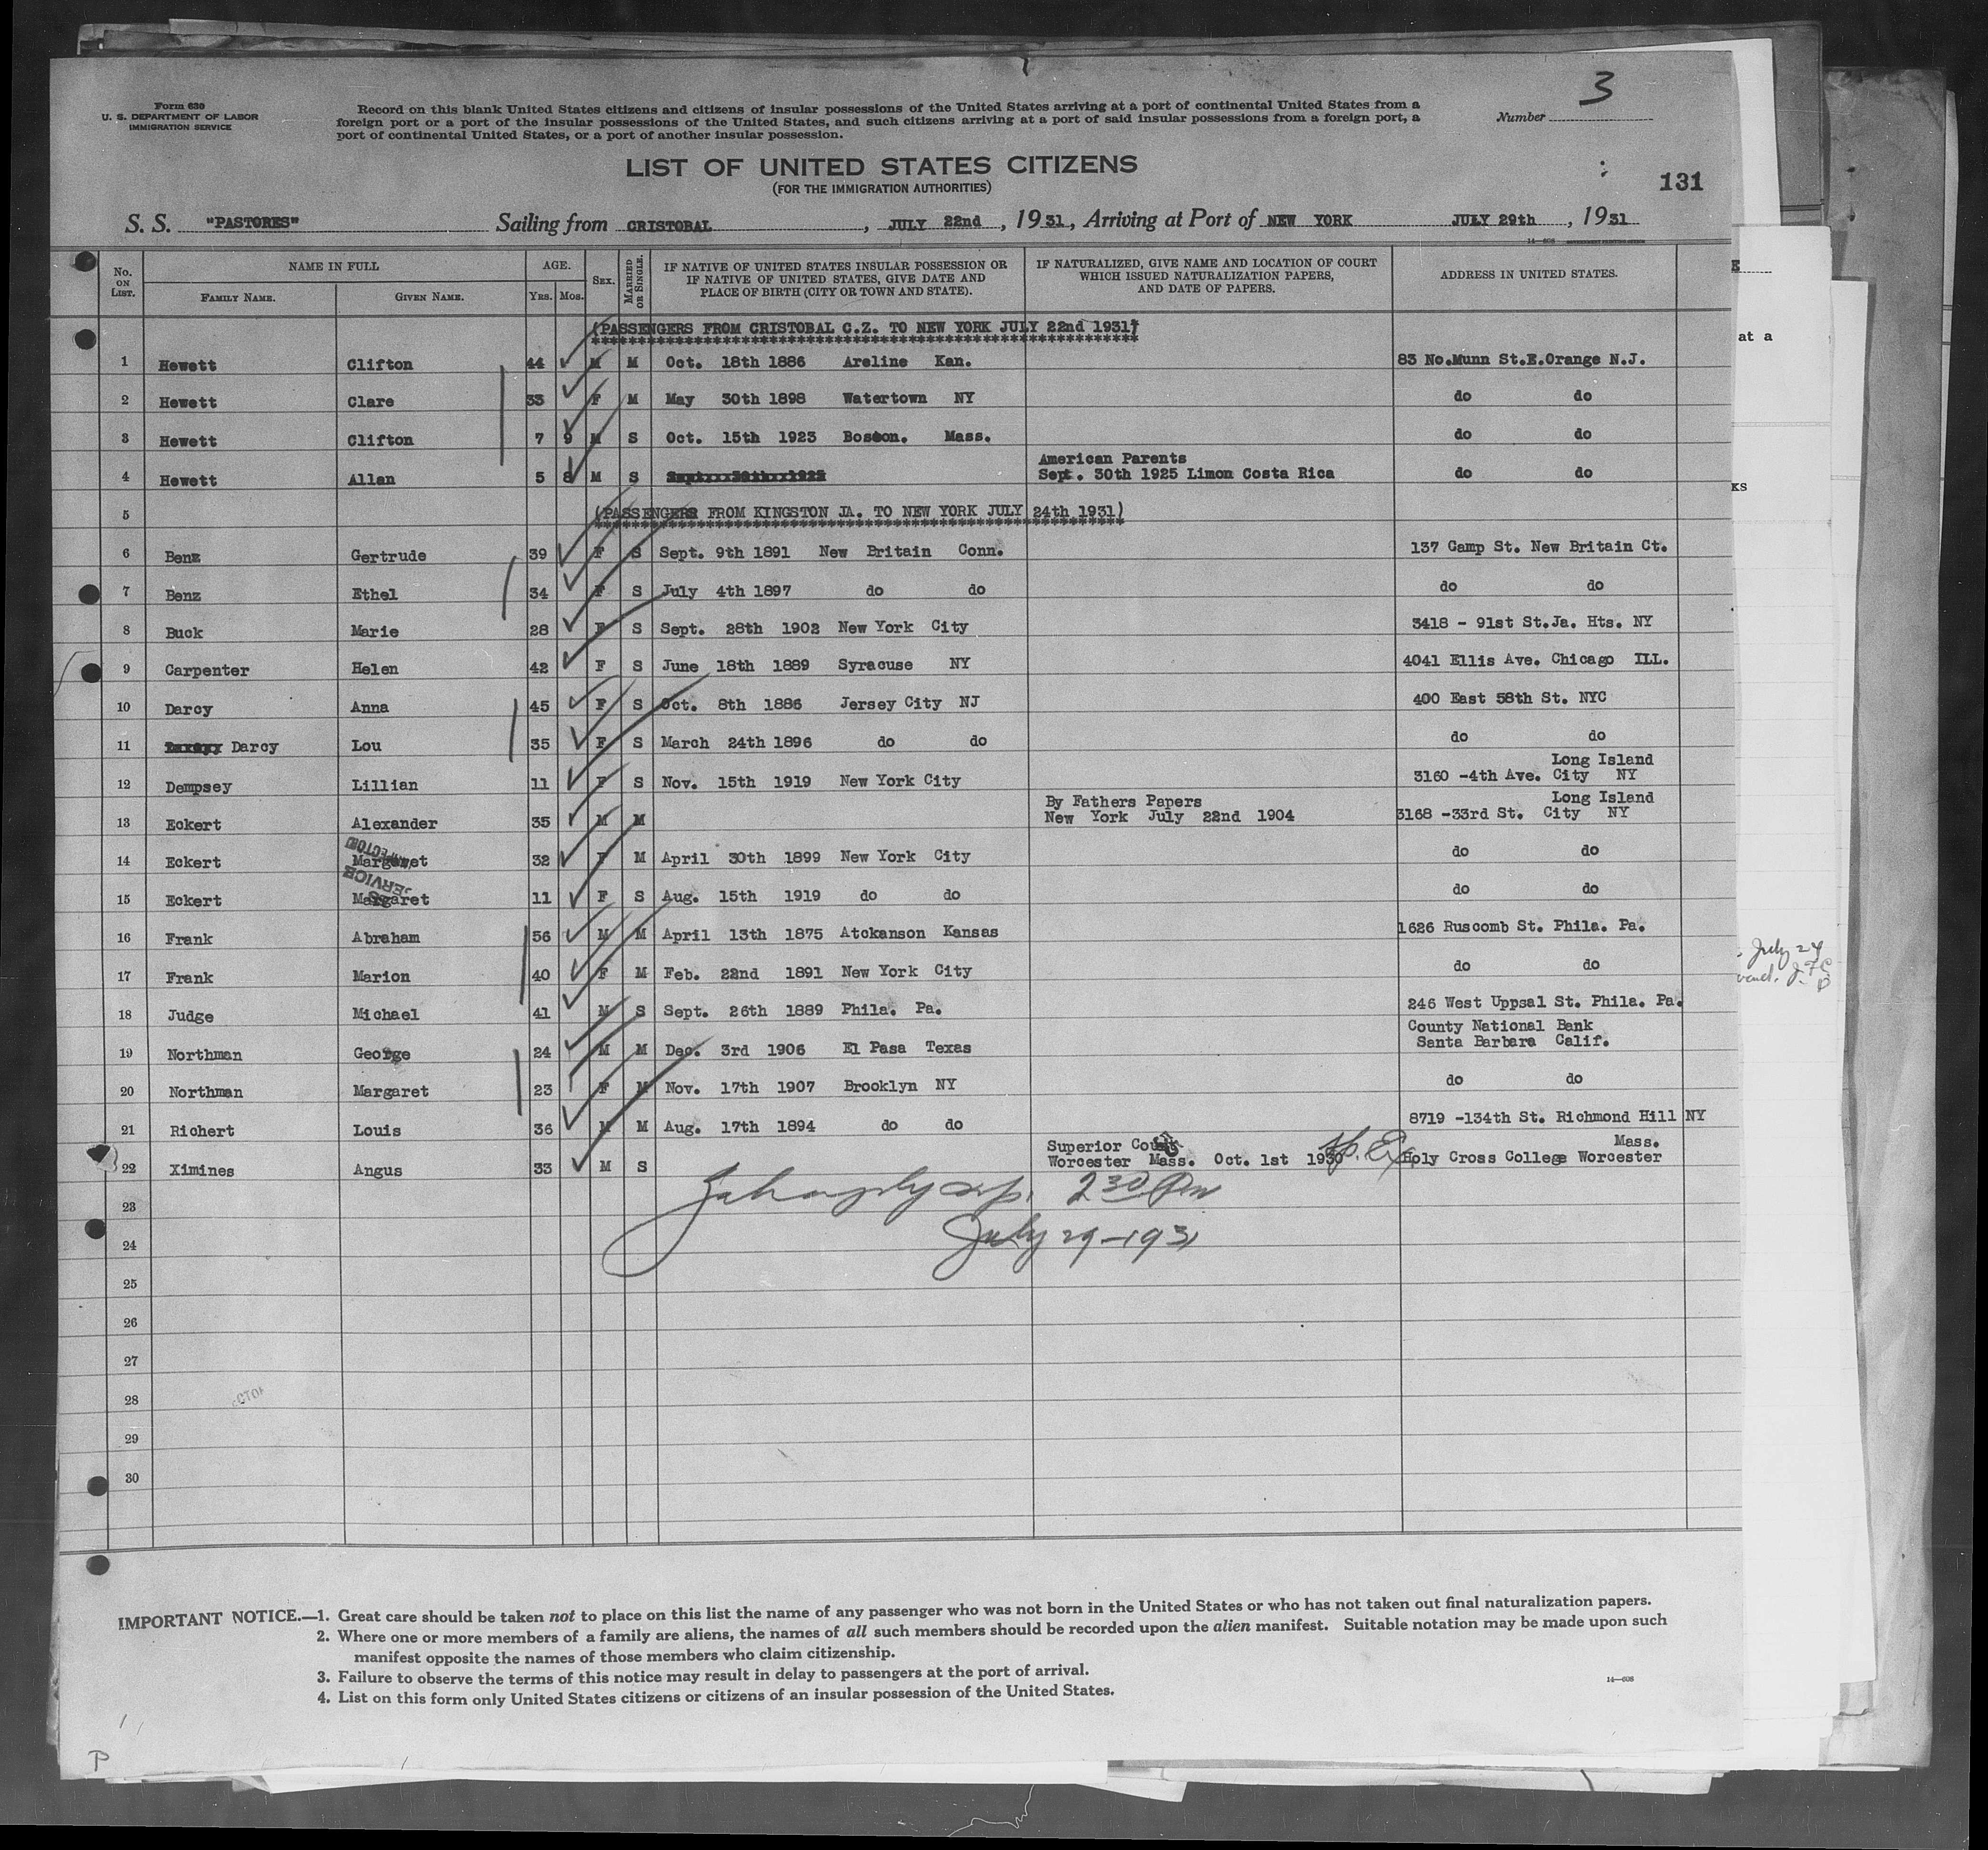 3
Form 630
U. S. DEPARTMENT OF LABOR
IMMIGRATION SERVICE
Record on this blank United States citizens and citizens of insular possessions of the United States arriving at a port of continental United States from a
foreign port or a port of the insular possessions of the United States, and such citizens arriving at a port of said insular possessions from a foreign port, a
port of continental United States, or a port of another insular possession.
Number
LIST OF UNITED STATES CITIZENS
(FOR THE IMMIGRATION AUTHORITIES)
131
S. S. "PASTORES" Sailing from CRISTOBAL, JULY 22nd, 1931, Arriving at Port of NEW YORK JULY 29th, 1931
14-608
No. ON LIST. NAME IN FULL AGE. SEX. MARRIED OR SINGLE. IF NATIVE OF UNITED STATES INSULAR POSSESSION OR IF NATIVE OF UNITED STATES, GIVE DATE AND PLACE OF BIRTH (CITY OR TOWN AND STATE). IF NATURALIZED, GIVE NAME AND LOCATION OF COURT WHICH ISSUED NATURALIZATION PAPERS, AND DATE OF PAPERS. ADDRESS IN UNITED STATES.
FAMILY NAME. GIVEN NAME. YRS. MOS.
(PASSENGERS FROM CRISTOBAL C.Z. TO NEW YORK JULY 22nd 1931)
1 Hewett Clifton 44 M M Oct. 18th 1886 Areline Kan. 83 No.Munn St.E.Orange N.J.
2 Hewett Clare 33 F M May 30th 1898 Watertown NY do do
3 Hewett Clifton 7 9 M S Oct. 15th 1923 Boston. Mass. do do
American Parents
4 Hewett Allan 5 8 M S Sept. 30th 1925 Limon Costa Rica do do
5 (PASSENGERS FROM KINGSTON JA. TO NEW YORK JULY 24th 1931)
6 Benz Gertrude 39 F S Sept. 9th 1891 New Britain Conn. 137 Camp St. New Britain Ct.
7 Benz Ethel 34 F S July 4th 1897 do do do do
8 Buck Marie 28 F S Sept. 28th 1902 New York City 3418 - 91st St.Ja. Hts. NY
9 Carpenter Helen 42 F S June 18th 1889 Syracuse NY 4041 Ellis Ave. Chicago ILL.
10 Darcy Anna 45 F S Oct. 8th 1886 Jersey City NJ 400 East 58th St. NYC
11 Darcy Lou 35 F S March 24th 1896 do do do do
Long Island
12 Dempsey Lillian 11 F S Nov. 15th 1919 New York City 3160 -4th Ave. City NY
By Fathers Papers Long Island
13 Eckert Alexander 35 M M New York July 22nd 1904 3168 -33rd St. City NY
14 Eckert Margaret 32 F M April 30th 1899 New York City do do
SERVICE
15 Eckert Margaret 11 F S Aug. 15th 1919 do do do do
16 Frank Abraham 56 M M April 13th 1875 Atckanson Kansas 1626 Ruscomb St. Phila. Pa.
17 Frank Marion 40 F M Feb. 22nd 1891 New York City do do
18 Judge Michael 41 M S Sept. 26th 1889 Phila. Pa. 246 West Uppsal St. Phila. Pa.
County National Bank
19 Northman George 24 M M Dec. 3rd 1906 El Pasa Texas Santa Barbara Calif.
20 Northman Margaret 23 F M Nov. 17th 1907 Brooklyn NY do do
21 Richert Louis 36 M M Aug. 17th 1894 do do 8719 -134th St. Richmond Hill NY
Superior Court Mass.
22 Ximines Angus 33 M S Worcester Mass. Oct. 1st 1930 Holy Cross College Worcester
23 2 30 Pm
24 July 29-1931
25
26
27
28
29
30
IMPORTANT NOTICE.—1. Great care should be taken not to place on this list the name of any passenger who was not born in the United States or who has not taken out final naturalization papers.
2. Where one or more members of a family are aliens, the names of all such members should be recorded upon the alien manifest. Suitable notation may be made upon such
manifest opposite the names of those members who claim citizenship.
3. Failure to observe the terms of this notice may result in delay to passengers at the port of arrival.
4. List on this form only United States citizens or citizens of an insular possession of the United States.
14-608
P
at a
KS
July 24